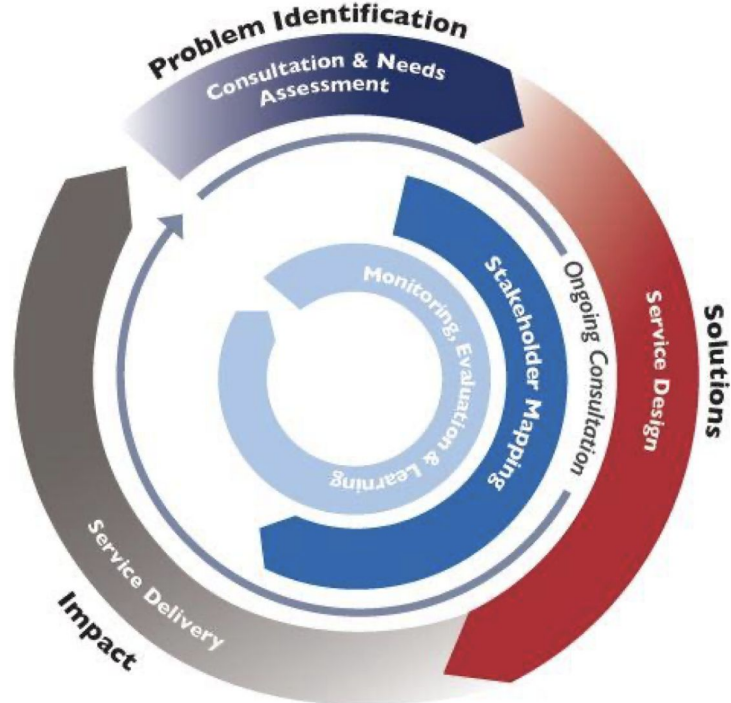 Problem Identification
Consultation & Needs
Assessment
Service Design
Solutions
Ongoing Consultation
Stakeholder Mapping
Monitoring, Evaluation & Learning
Service Delivery
Impact